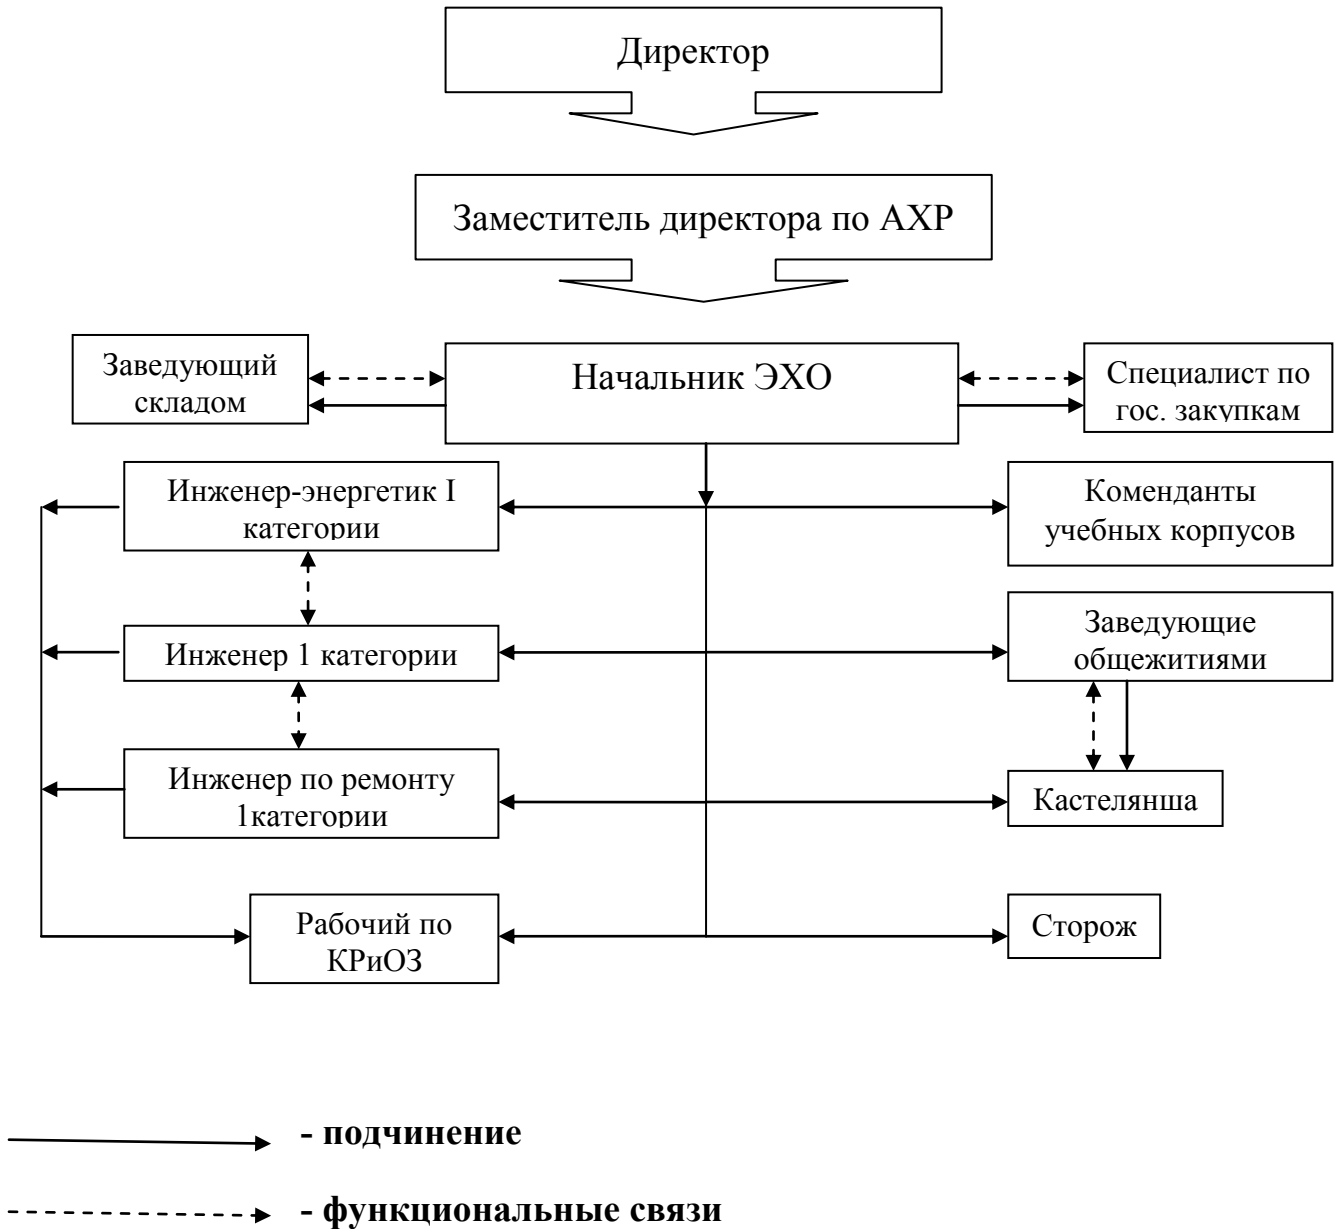 Директор
Заместитель директора по АХР
Заведующий
складом
Начальник ЭХО
Специалист по
гос. закупкам
Инженер-энергетик I
категории
Коменданты
учебных корпусов
Инженер 1 категории
Заведующие
общежитиями
Инженер по ремонту
1категории
Кастелянша
Рабочий по
КРиОЗ
Сторож
- подчинение
- функциональные связи